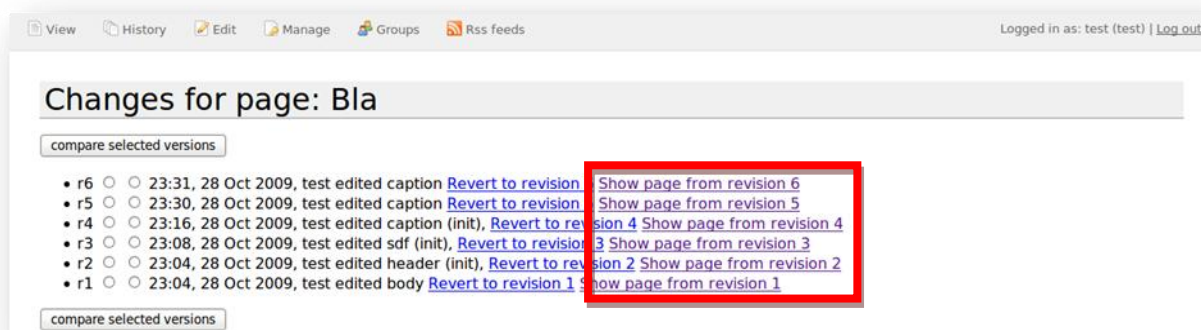 View History Edit Manage Groups Rss feeds Logged in as: test (test) | Log out
Changes for page: Bla
compare selected versions
• r6 23:31, 28 Oct 2009, test edited caption Revert to revision Show page from revision 6
• r5 23:30, 28 Oct 2009, test edited caption Revert to revision Show page from revision 5
• r4 23:16, 28 Oct 2009, test edited caption (init), Revert to revision 4 Show page from revision 4
• r3 23:08, 28 Oct 2009, test edited sdf (init), Revert to revision 3 Show page from revision 3
• r2 23:04, 28 Oct 2009, test edited header (init), Revert to revision 2 Show page from revision 2
• r1 23:04, 28 Oct 2009, test edited body Revert to revision 1 Show page from revision 1
compare selected versions